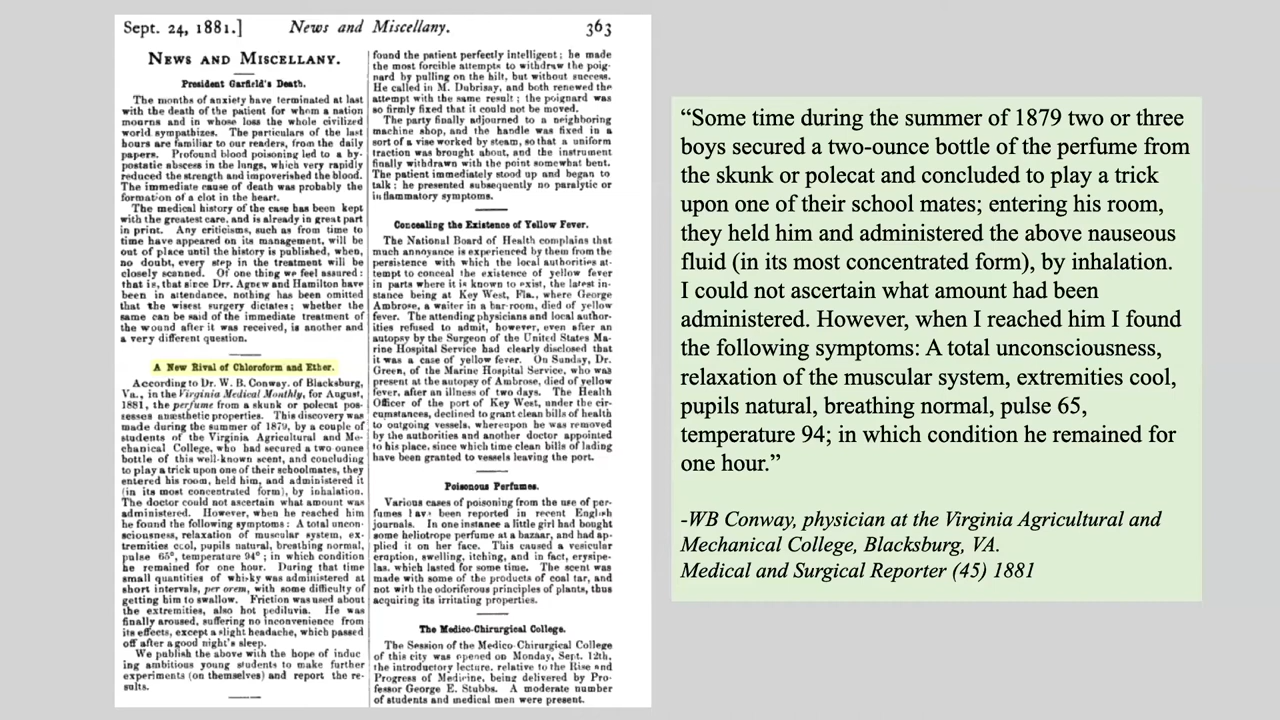 Sept. 24, 1881.]
News and Miscellany.
363
NEWS AND MISCELLANY.
President Garfield's Death.
The months of anxiety have terminated at last
with the death of the patient for whom a nation
mourns and in whose loss the whole civilized
world sympathizes. The particulars of the last
hours are familiar to our readers, from the daily
papers. Profound blood poisoning led to a hy-
postatic abscess in the lungs, which very rapidly
reduced the strength and impoverished the blood.
The immediate cause of death was probably the
formation of a clot in the heart.
The medical history of the case has been kept
with the greatest care, and is already in great part
in print. Any criticisms, such as from time to
time have appeared on its management, will be
out of place until the history is published, when,
no doubt, every step in the treatment will be
closely scanned. Of one thing we feel assured:
that is, that since Drr. Agnew and Hamilton have
been in attendance, nothing has been omitted
that the wisest surgery dictates; whether the
same can be said of the immediate treatment of
the wound after it was received, is another and
a very different question.
A New Rival of Chloroform and Ether.
According to Dr. W. B. Conway, of Blacksburg,
Va., in the Virginia Medical Monthly, for August,
1881, the perfume from a skunk or polecat pos-
sesses anæsthetic properties. This discovery was
made during the summer of 1879, by a couple of
students of the Virginia Agricultural and Me-
chanical College, who had secured a two-ounce
bottle of this well-known scent, and concluding
to play a trick upon one of their schoolmates, they
entered his room, held him, and administered it
(in its most concentrated form), by inhalation.
The doctor could not ascertain what amount was
administered. However, when he reached him
he found the following symptoms: A total uncon-
sciousness, relaxation of muscular system, ex-
tremities cool, pupils natural, breathing normal,
pulse 65°, temperature 94°; in which condition
he remained for one hour. During that time
small quantities of whisky was administered at
short intervals, per orem, with some difficulty of
getting him to swallow. Friction was used about
the extremities, also hot pediluvia. He was
finally aroused, suffering no inconvenience from
its effects, except a slight headache, which passed
off after a good night's sleep.
We publish the above with the hope of induc
ing ambitious young students to make further
experiments (on themselves) and report the re-
sults.
found the patient perfectly intelligent; he made
the most forcible attempts to withdraw the poig-
nard by pulling on the hilt, but without success.
He called in M. Dubrisay, and both renewed the
attempt with the same result; the poignard was
so firmly fixed that it could not be moved.
The party finally adjourned to a neighboring
machine shop, and the handle was fixed in a
sort of a vise worked by steam, so that a uniform
traction was brought about, and the instrument
finally withdrawn with the point somewhat bent.
The patient immediately stood up and began to
talk; he presented subsequently no paralytic or
inflammatory symptoms.
Concealing the Existence of Yellow Fever.
The National Board of Health complains that
much annoyance is experienced by them from the
persistence with which the local authorities at-
tempt to conceal the existence of yellow fever
in parts where it is known to exist, the latest in-
stance being at Key West, Fla., where George
Ambrose, a waiter in a bar-room, died of yellow
fever. The attending physicians and local author-
ities refused to admit, however, even after an
autopsy by the Surgeon of the United States Ma-
rine Hospital Service had clearly disclosed that
it was a case of yellow fever. On Sunday, Dr.
Green, of the Marine Hospital Service, who was
present at the autopsy of Ambrose, died of yellow
fever, after an illness of two days. The Health
Officer of the port of Key West, under the cir-
cumstances, declined to grant clean bills of health
to outgoing vessels, whereupon he was removed
by the authorities and another doctor appointed
to his place, since which time clean bills of lading
have been granted to vessels leaving the port.
Poisonous Perfumes.
Various cases of poisoning from the use of per-
fumes have been reported in recent English
journals. In one instance a little girl had bought
some heliotrope perfume at a bazaar, and had ap-
plied it on her face. This caused a vesicular
eruption, swelling, itching, and in fact, erysipe-
las, which lasted for some time. The scent was
made with some of the products of coal tar, and
not with the odoriferous principles of plants, thus
acquiring its irritating properties.
The Medico-Chirurgical College.
The Session of the Medico-Chirurgical College
of this city was opened on Monday, Sept. 12th,
the introductory lecture, relative to the Rise and
Progress of Medicine, being delivered by Pro-
fessor George E. Stubbs. A moderate number
of students and medical men were present.
“Some time during the summer of 1879 two or three
boys secured a two-ounce bottle of the perfume from
the skunk or polecat and concluded to play a trick
upon one of their school mates; entering his room,
they held him and administered the above nauseous
fluid (in its most concentrated form), by inhalation.
I could not ascertain what amount had been
administered. However, when I reached him I found
the following symptoms: A total unconsciousness,
relaxation of the muscular system, extremities cool,
pupils natural, breathing normal, pulse 65,
temperature 94; in which condition he remained for
one hour.”
-WB Conway, physician at the Virginia Agricultural and
Mechanical College, Blacksburg, VA.
Medical and Surgical Reporter (45) 1881